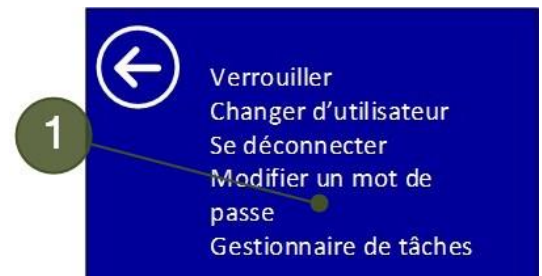 Verrouiller
Changer d'utilisateur
1
Se déconnecter
Modifier un mot de
passe
Gestionnaire de tâches